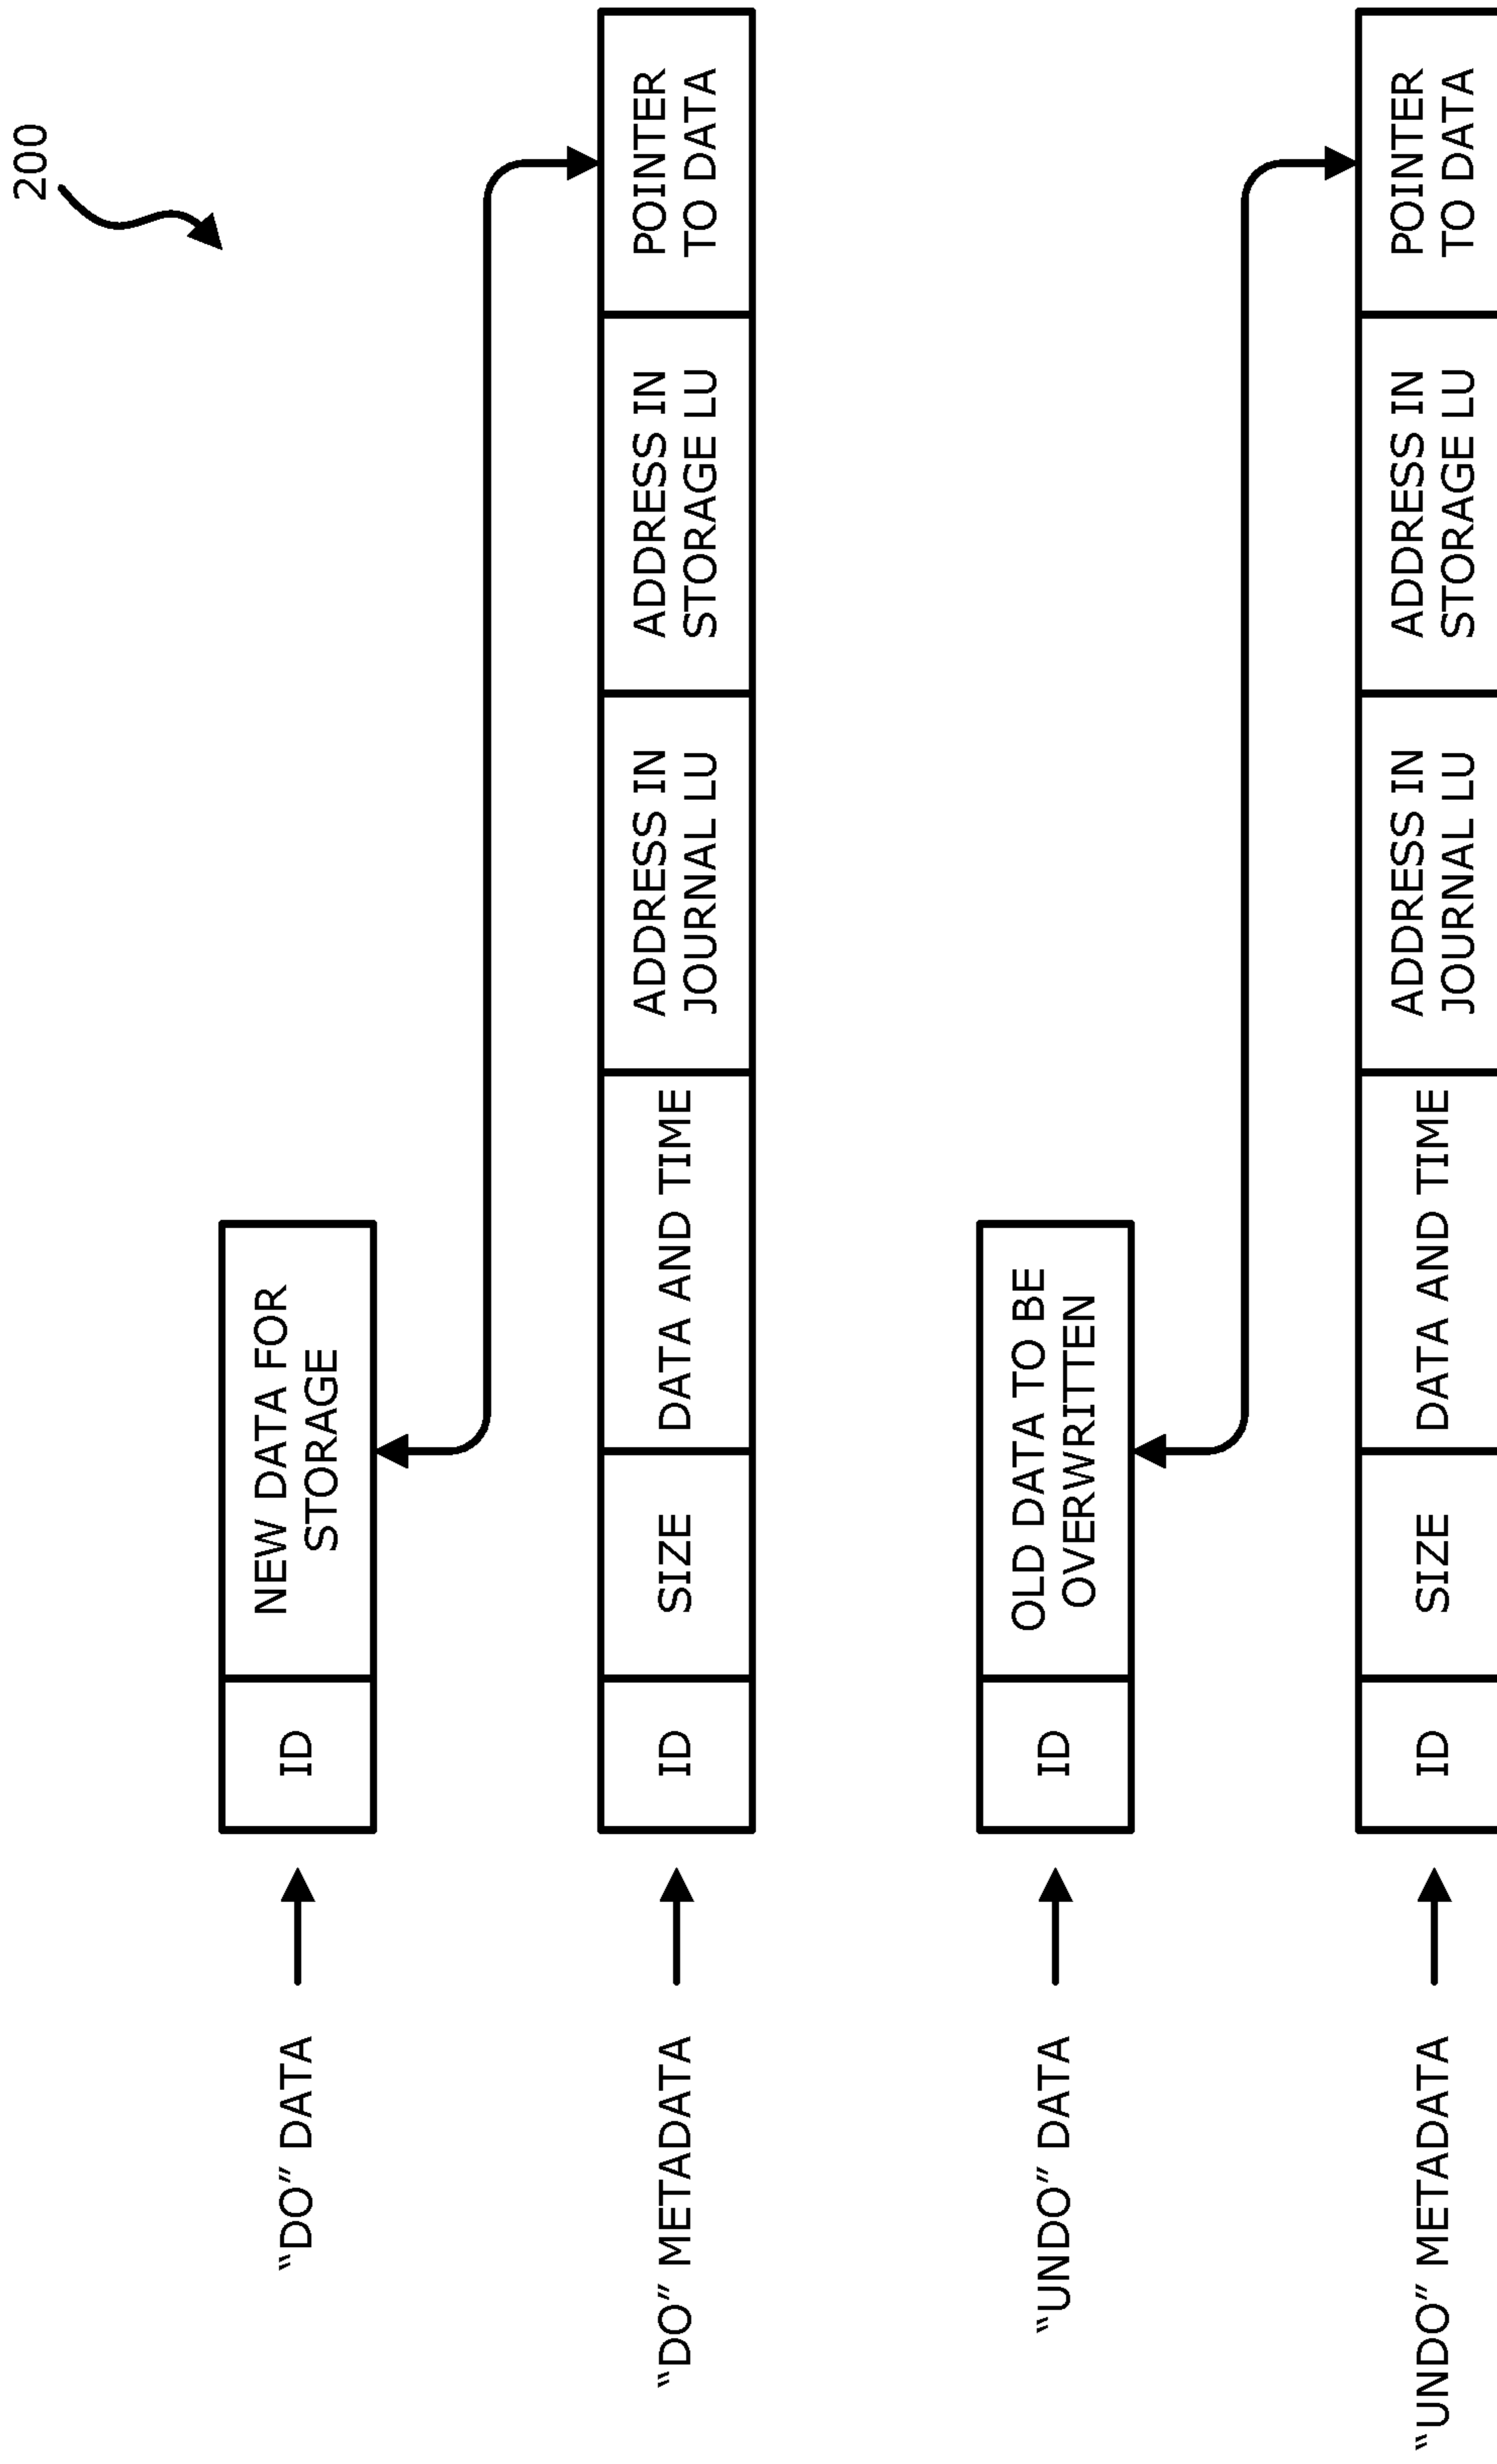 200
“DO” DATA
ID
NEW DATA FOR
STORAGE
“DO” METADATA
ID
SIZE
DATA AND TIME
ADDRESS IN
JOURNAL LU
ADDRESS IN
STORAGE LU
POINTER
TO DATA
“UNDO” DATA
ID
OLD DATA TO BE
OVERWRITTEN
“UNDO” METADATA
ID
SIZE
DATA AND TIME
ADDRESS IN
JOURNAL LU
ADDRESS IN
STORAGE LU
POINTER
TO DATA